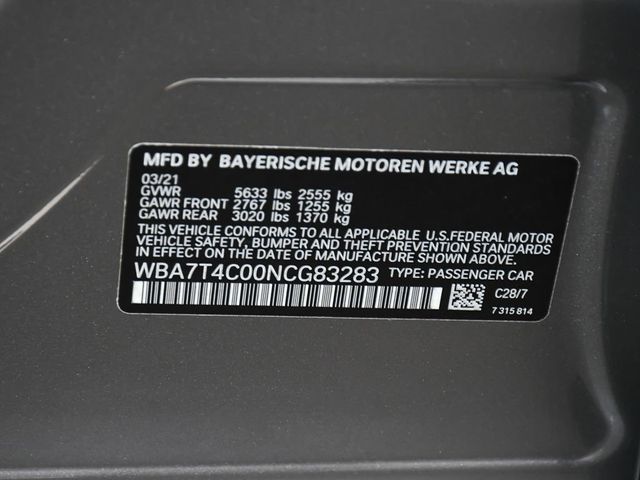 MFD BY BAYERISCHE MOTOREN WERKE AG
03/21
GVWR 5633 lbs 2555 kg
GAWR FRONT 2767 lbs 1255 kg
GAWR REAR 3020 lbs 1370 kg
THIS VEHICLE CONFORMS TO ALL APPLICABLE U.S.FEDERAL MOTOR
VEHICLE SAFETY, BUMPER AND THEFT PREVENTION STANDARDS
IN EFFECT ON THE DATE OF MANUFACTURE SHOWN ABOVE.
WBA7T4C00NCG83283 TYPE: PASSENGER CAR
C28/7
7 315 814